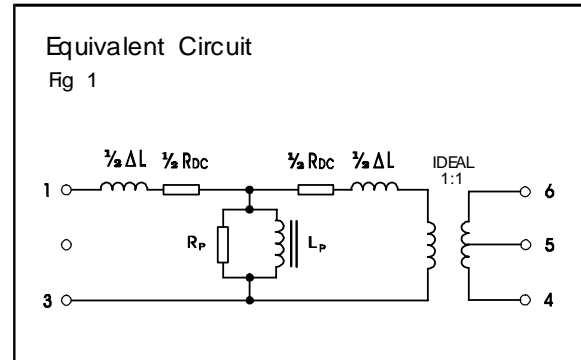 Equivalent Circuit
Fig 1
½ ΔL ½ RDC ½ RDC ½ ΔL IDEAL
1:1
1 6
RP LP 5
3 4